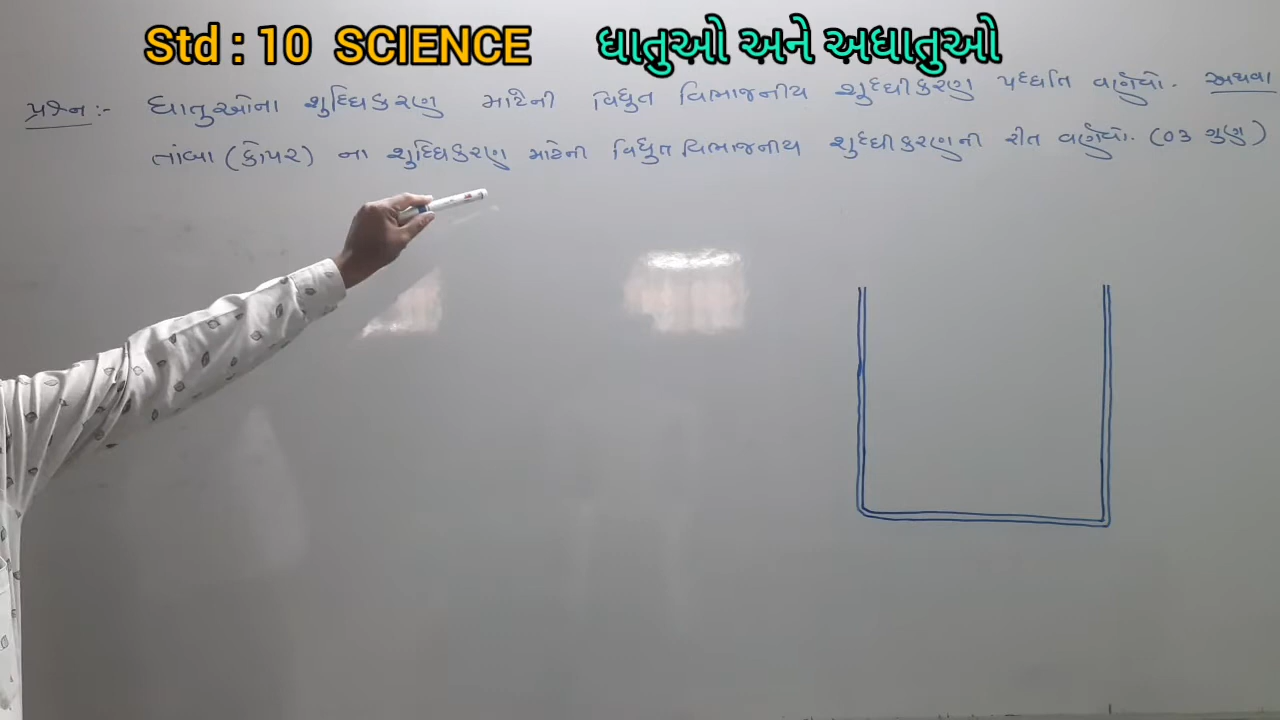 Std : 10 SCIENCE ધાતુઓ અને અધાતુઓ
પ્રશ્ન :- ધાતુઓના શુદ્ધિકરણ માટેની વિદ્યુત વિભાજનીય શુદ્ધીકરણ પદ્ધતિ વર્ણવો. અથવા
તાંબા (કોપર) ના શુદ્ધિકરણ માટેની વિદ્યુત વિભાજનીય શુદ્ધીકરણની રીત વર્ણવો. (03 ગુણ)